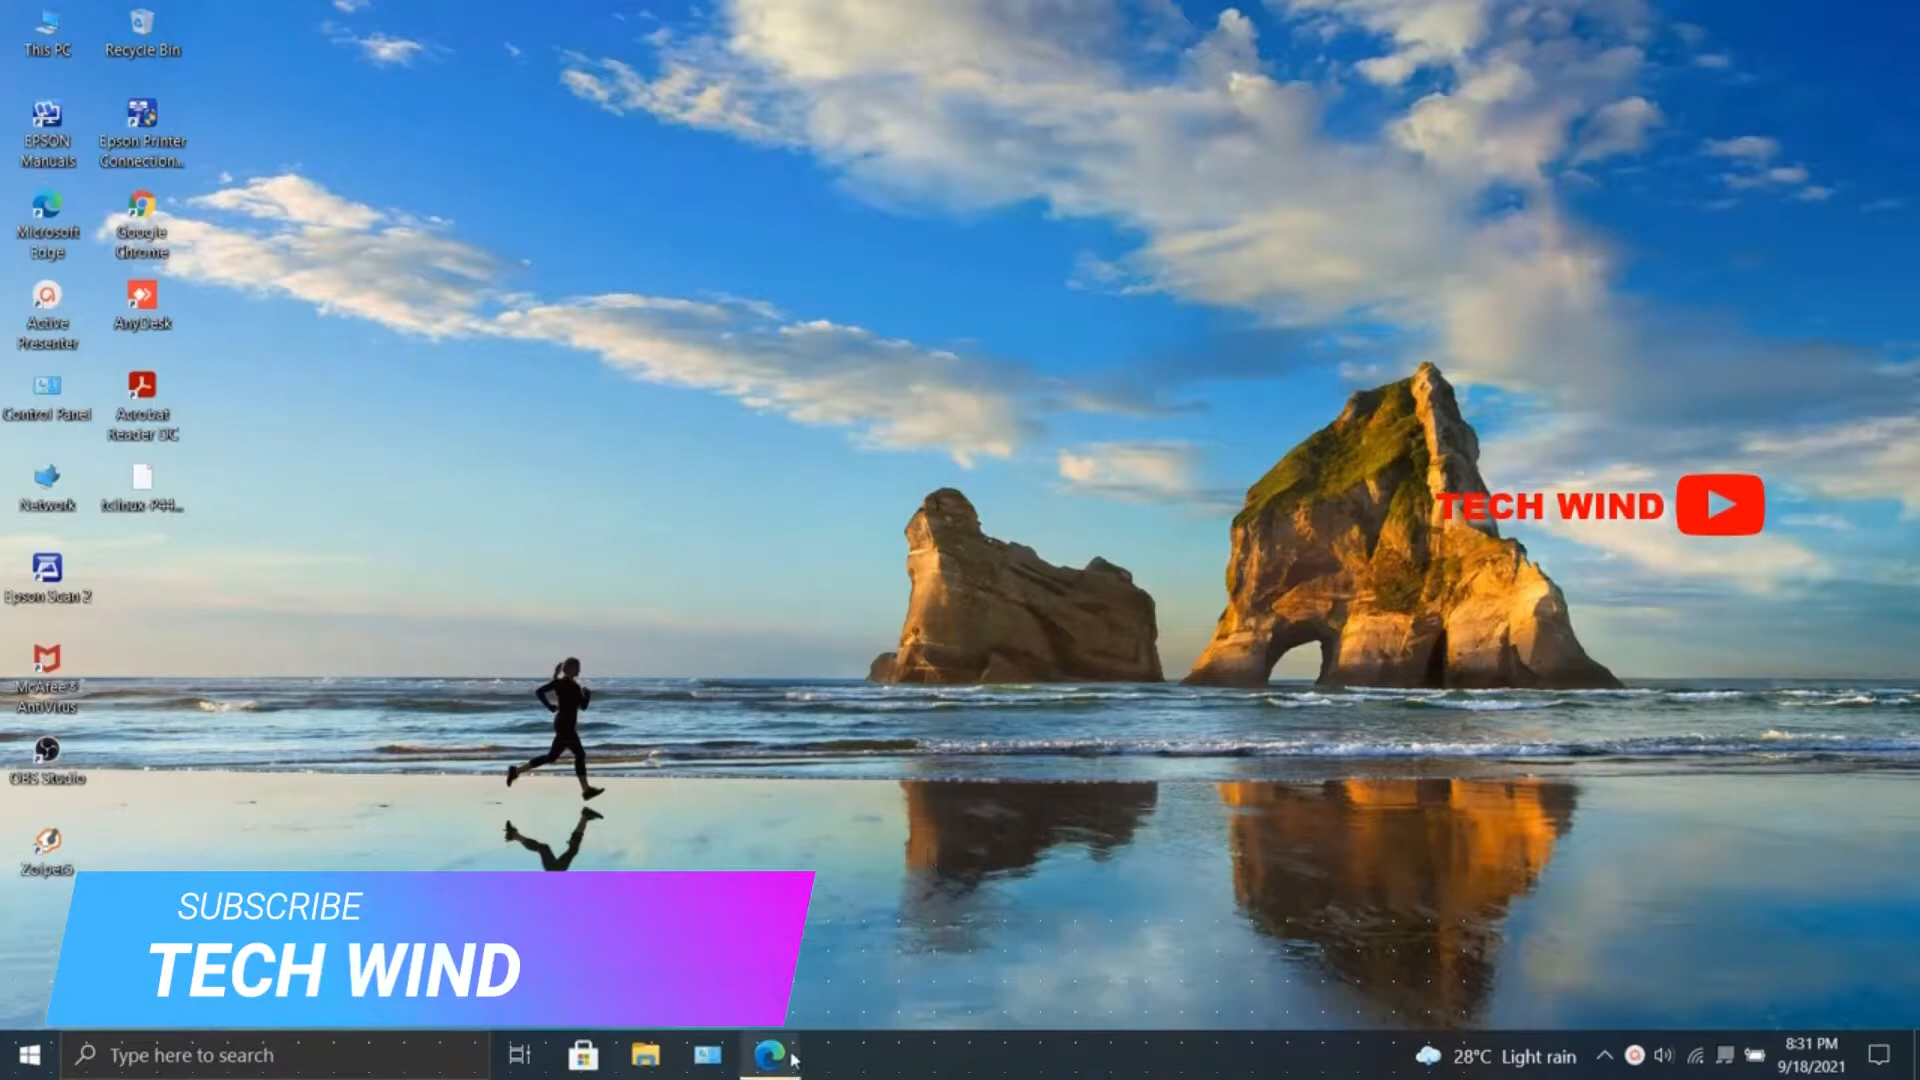 This PC
Recycle Bin
EPSON
Manuals
Epson Printer
Connection...
Microsoft
Edge
Google
Chrome
Active
Presenter
AnyDesk
Control Panel
Acrobat
Reader DC
Network
tclinux-P44...
Epson Scan 2
McAfee®
AntiVirus
OBS Studio
Zoiper5
TECH WIND
SUBSCRIBE
TECH WIND
Type here to search
28°C Light rain
8:31 PM
9/18/2021